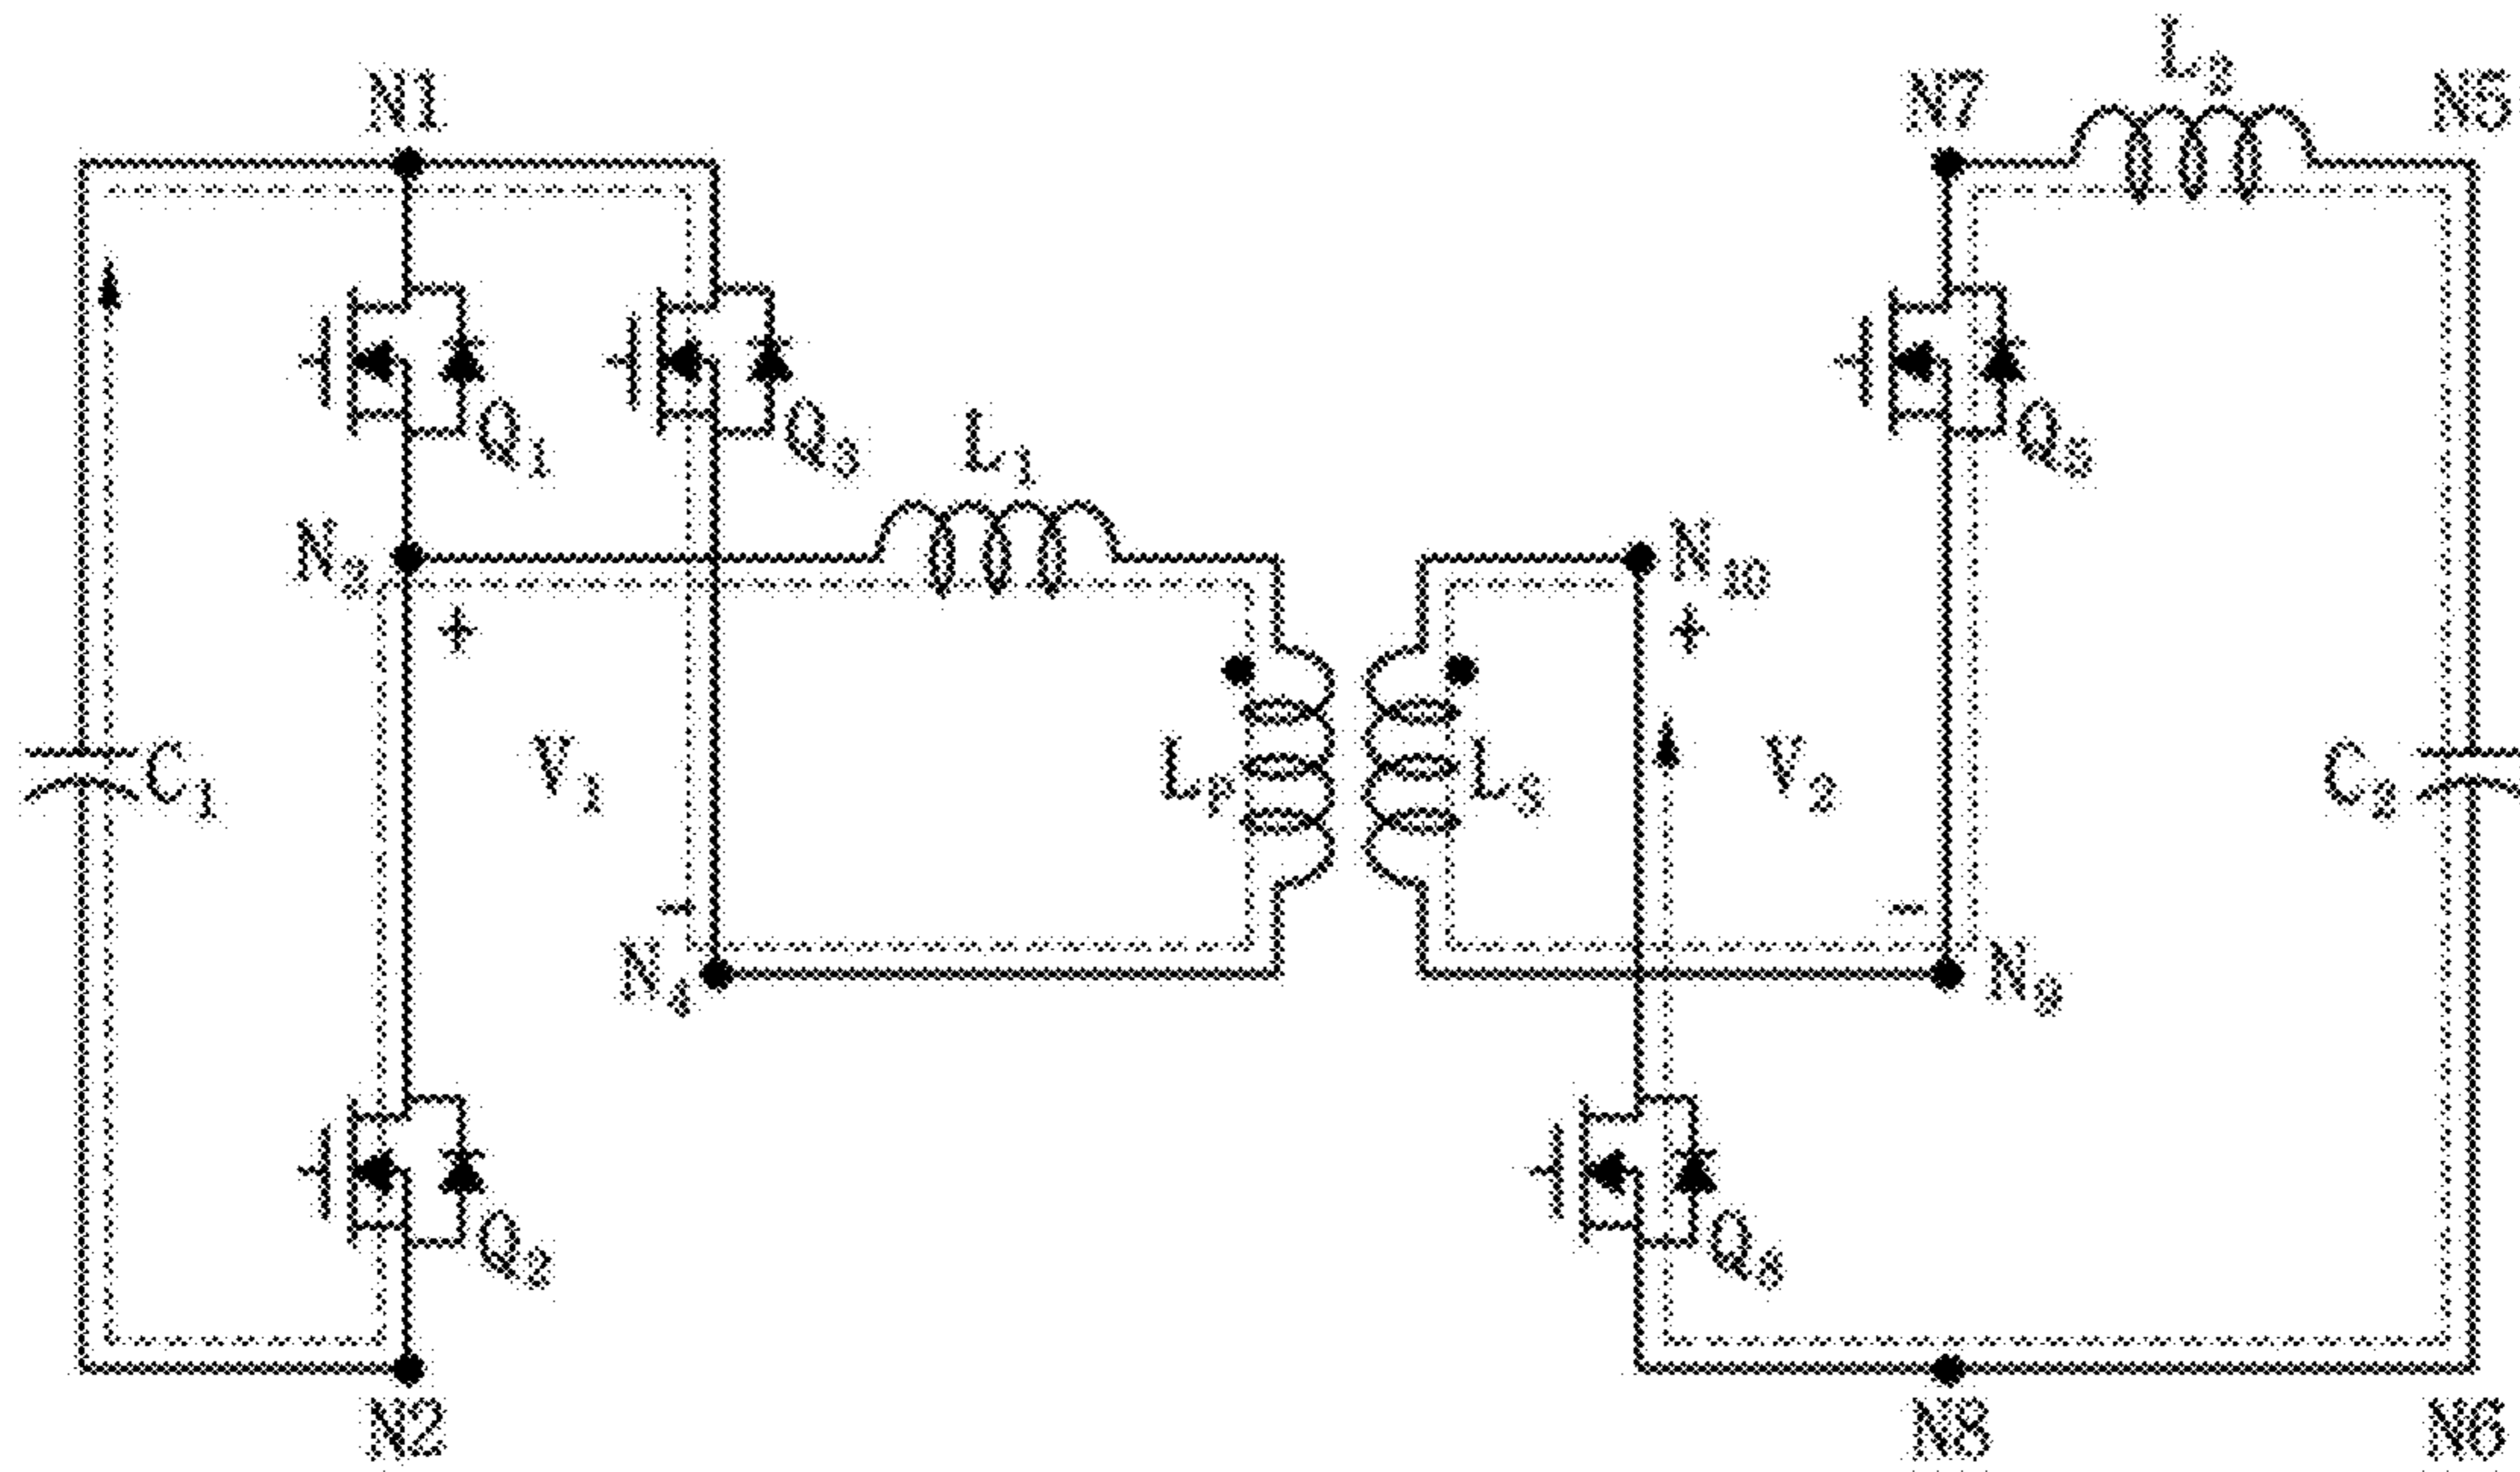 L₂
N1
N7
N5
Q₁
Q₃
L₁
Q₅
N₃
N₁₀
+
+
C₁
V₁
Lₚ
Lₛ
V₂
C₂
-
-
N₄
N₉
Q₂
Q₈
N2
N8
N6